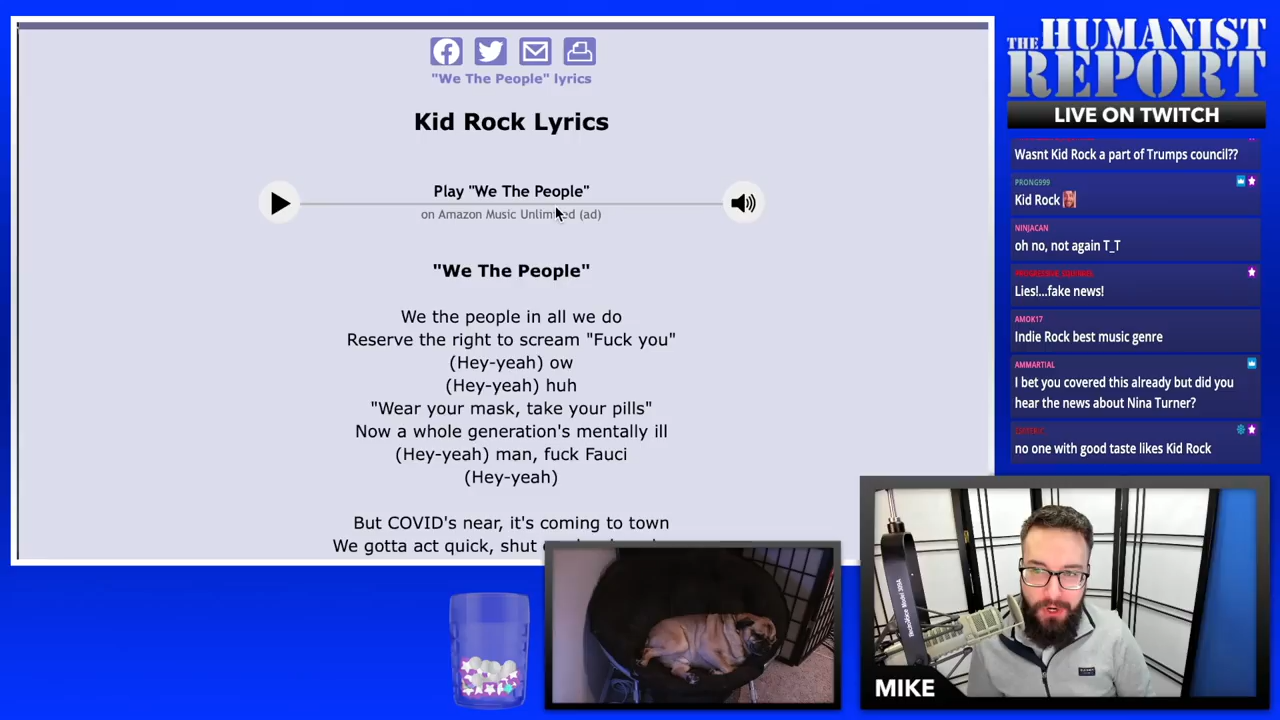 "We The People" lyrics
Kid Rock Lyrics
Play "We The People"
on Amazon Music Unlimited (ad)
"We The People"
We the people in all we do
Reserve the right to scream "Fuck you"
(Hey-yeah) ow
(Hey-yeah) huh
"Wear your mask, take your pills"
Now a whole generation's mentally ill
(Hey-yeah) man, fuck Fauci
(Hey-yeah)
But COVID's near, it's coming to town
We gotta act quick, shut
THE HUMANIST
REPORT
LIVE ON TWITCH
Wasnt Kid Rock a part of Trumps council??
PRONG999
Kid Rock
NINJACAN
oh no, not again T_T
Lies!...fake news!
AMOK17
Indie Rock best music genre
AMMARTIAL
I bet you covered this already but did you
hear the news about Nina Turner?
no one with good taste likes Kid Rock
MIKE